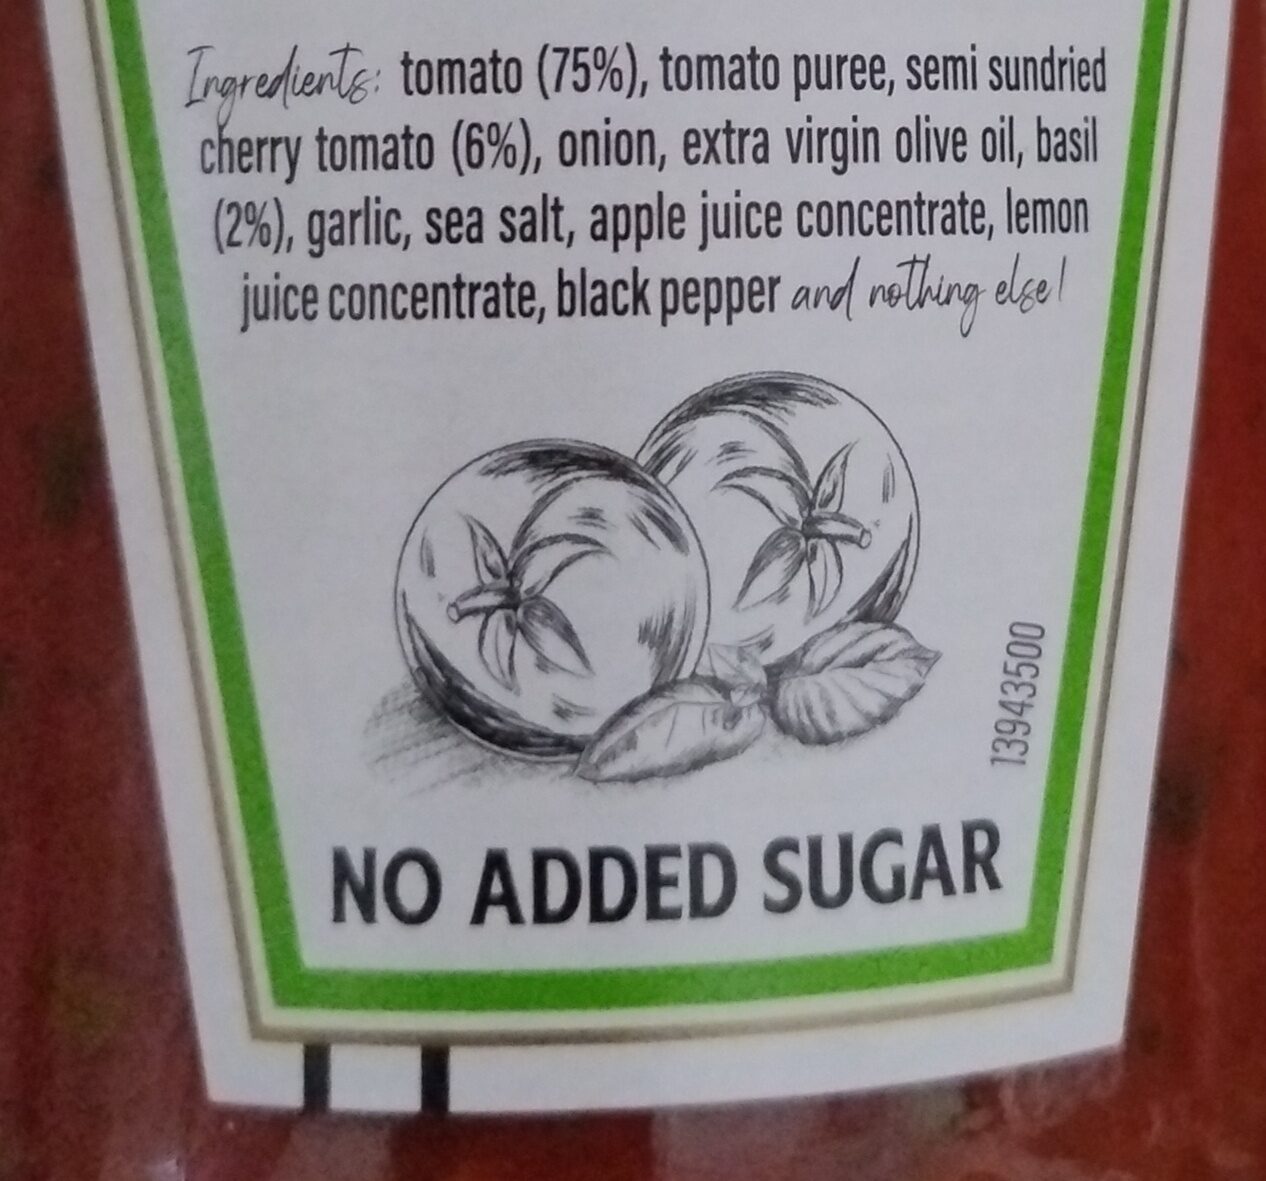 Ingredients: tomato (75%), tomato puree, semi sundried
cherry tomato (6%), onion, extra virgin olive oil, basil
(2%), garlic, sea salt, apple juice concentrate, lemon
juice concentrate, black pepper and nothing else!
13943500
NO ADDED SUGAR